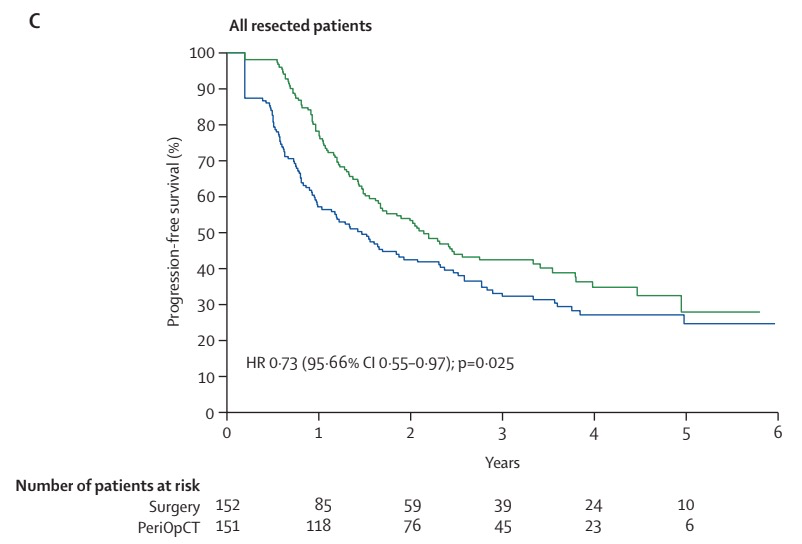 C
All resected patients
Progression-free survival (%)
100
90
80
70
60
50
40
30
20
10
0
HR 0·73 (95·66% CI 0·55–0·97); p=0·025
0 1 2 3 4 5 6
Years
Number of patients at risk
Surgery 152 85 59 39 24 10
PeriOpCT 151 118 76 45 23 6